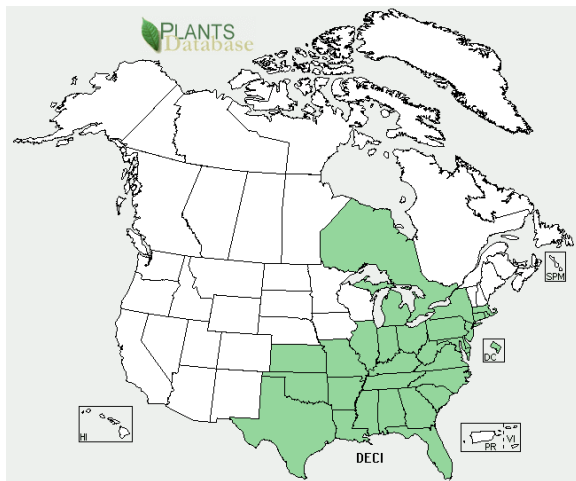 PLANTS
Database
SPM
DC
HI
PR
VI
DECI